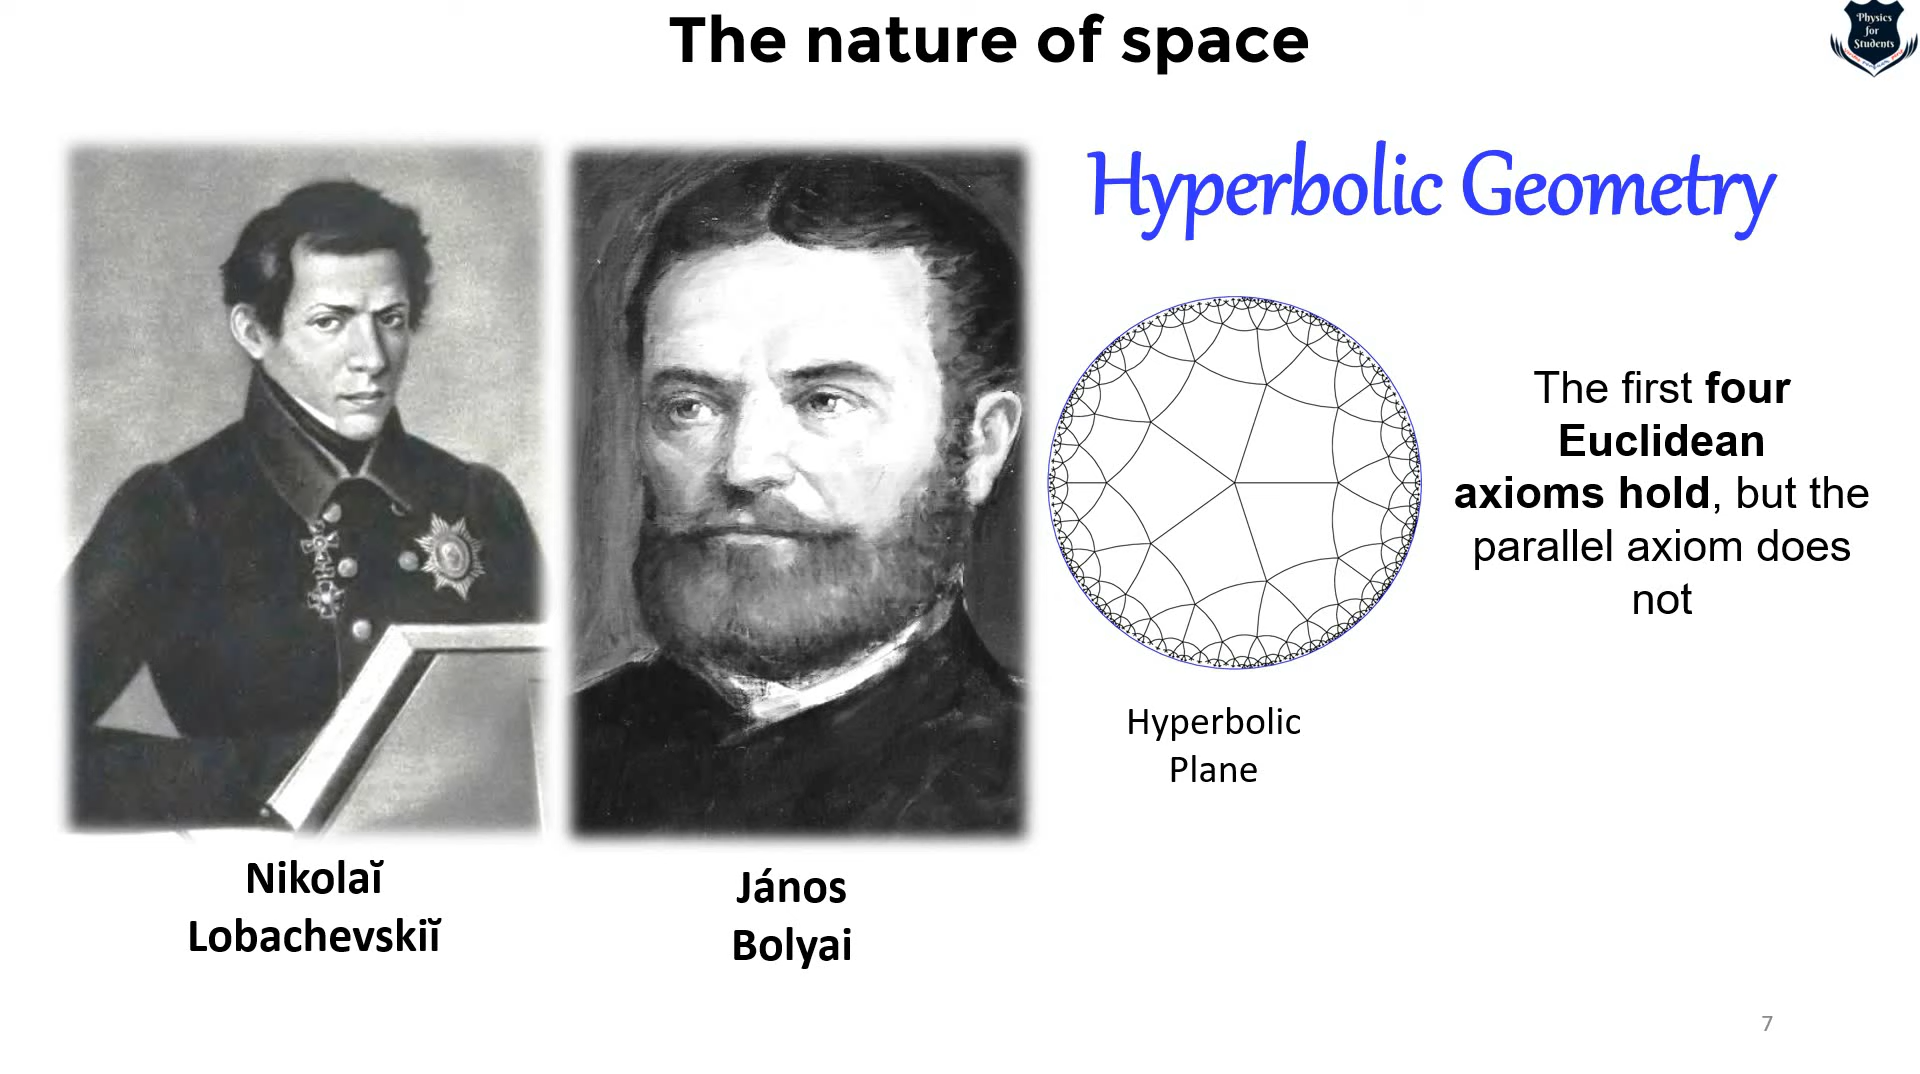 The nature of space
Physics
for
Students
Hyperbolic Geometry
The first four
Euclidean
axioms hold, but the
parallel axiom does
not
Hyperbolic
Plane
Nikolaĭ
Lobachevskiĭ
János
Bolyai
7